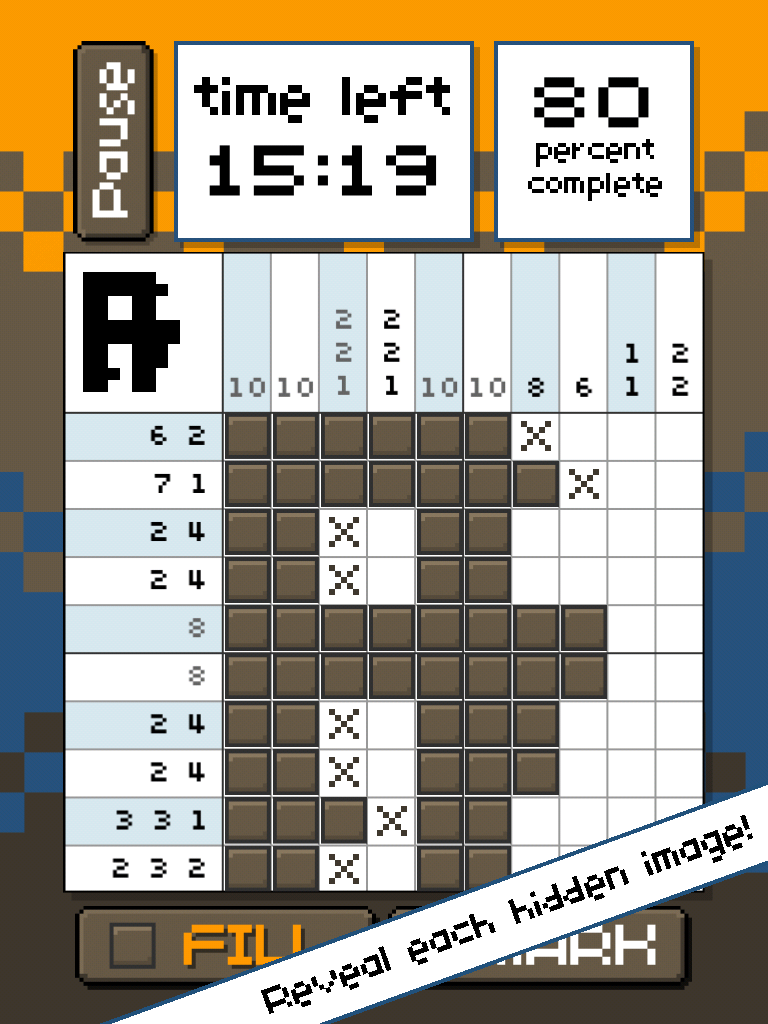 Pause
time left
15:19
80
percent
complete
2 2
2 2 1 2
10 10 1 1 10 10 8 6 1 2
6 2
7 1
2 4
2 4
8
8
2 4
2 4
3 3 1
2 3 2
FILL
MARK
Reveal each hidden image!